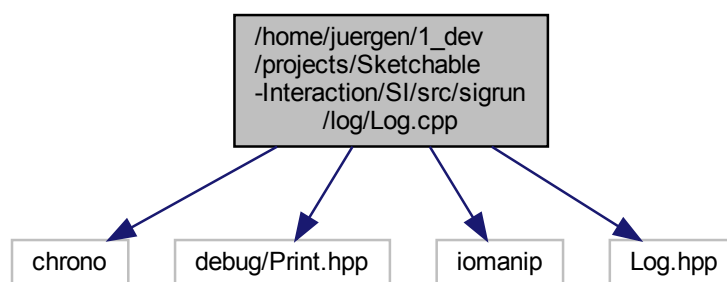 /home/juergen/1_dev
/projects/Sketchable
-Interaction/SI/src/sigrun
/log/Log.cpp
chrono
debug/Print.hpp
iomanip
Log.hpp